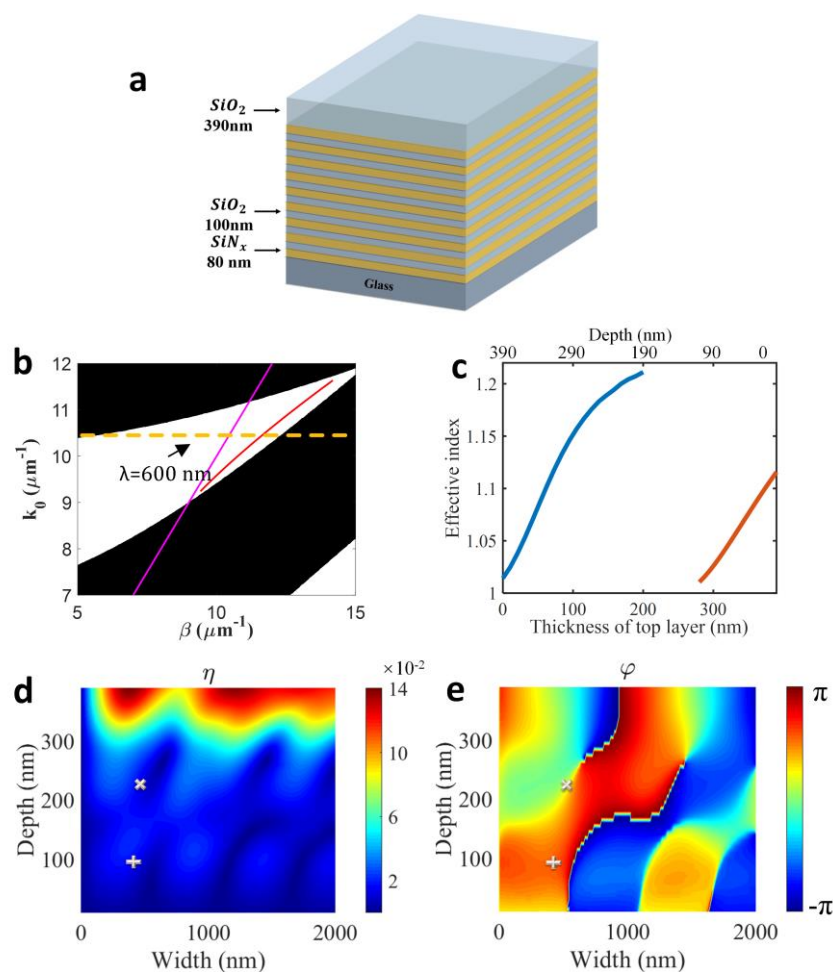 a
SiO₂
390nm
SiO₂
100nm
SiNₓ
80 nm
Glass
b
12
11
10
9
8
7
k₀ (μm⁻¹)
λ=600 nm
5 10 15
β (μm⁻¹)
c
Depth (nm)
390 290 190 90 0
1.2
1.15
1.1
1.05
1
Effective index
0 100 200 300
Thickness of top layer (nm)
d
η
×10⁻²
14
10
6
2
300
200
100
Depth (nm)
0 1000 2000
Width (nm)
e
φ
π
-π
300
200
100
Depth (nm)
0 1000 2000
Width (nm)